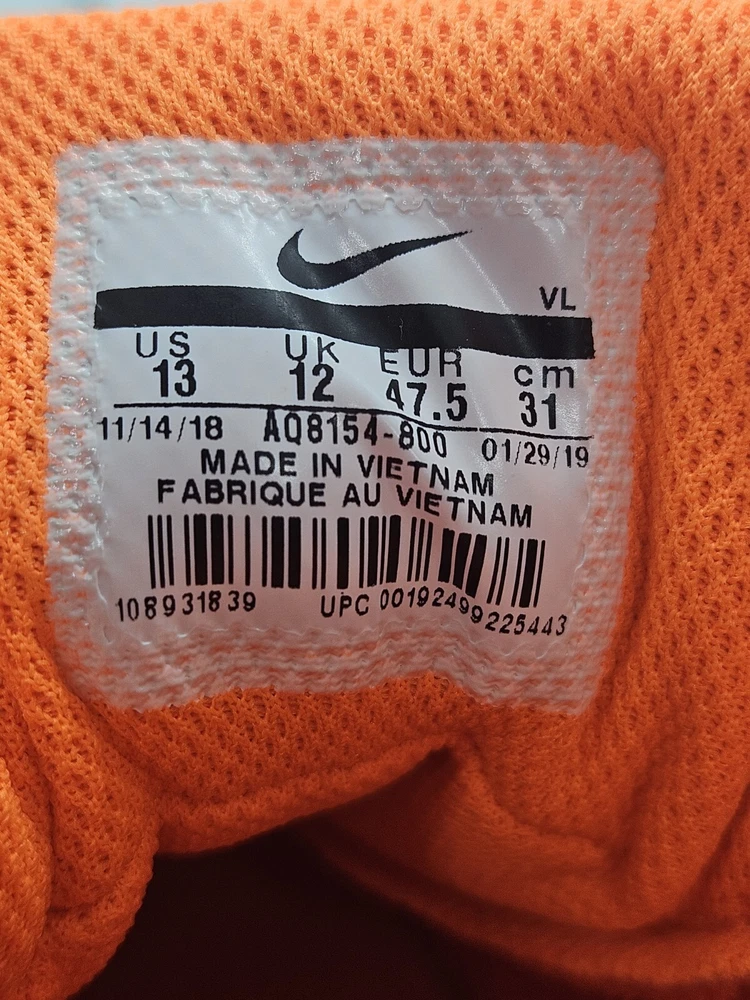 VL
US UK EUR cm
13 12 47.5 31
11/14/18 AQ8154-800 01/29/19
MADE IN VIETNAM
FABRIQUE AU VIETNAM
108931839 UPC 00192499225443